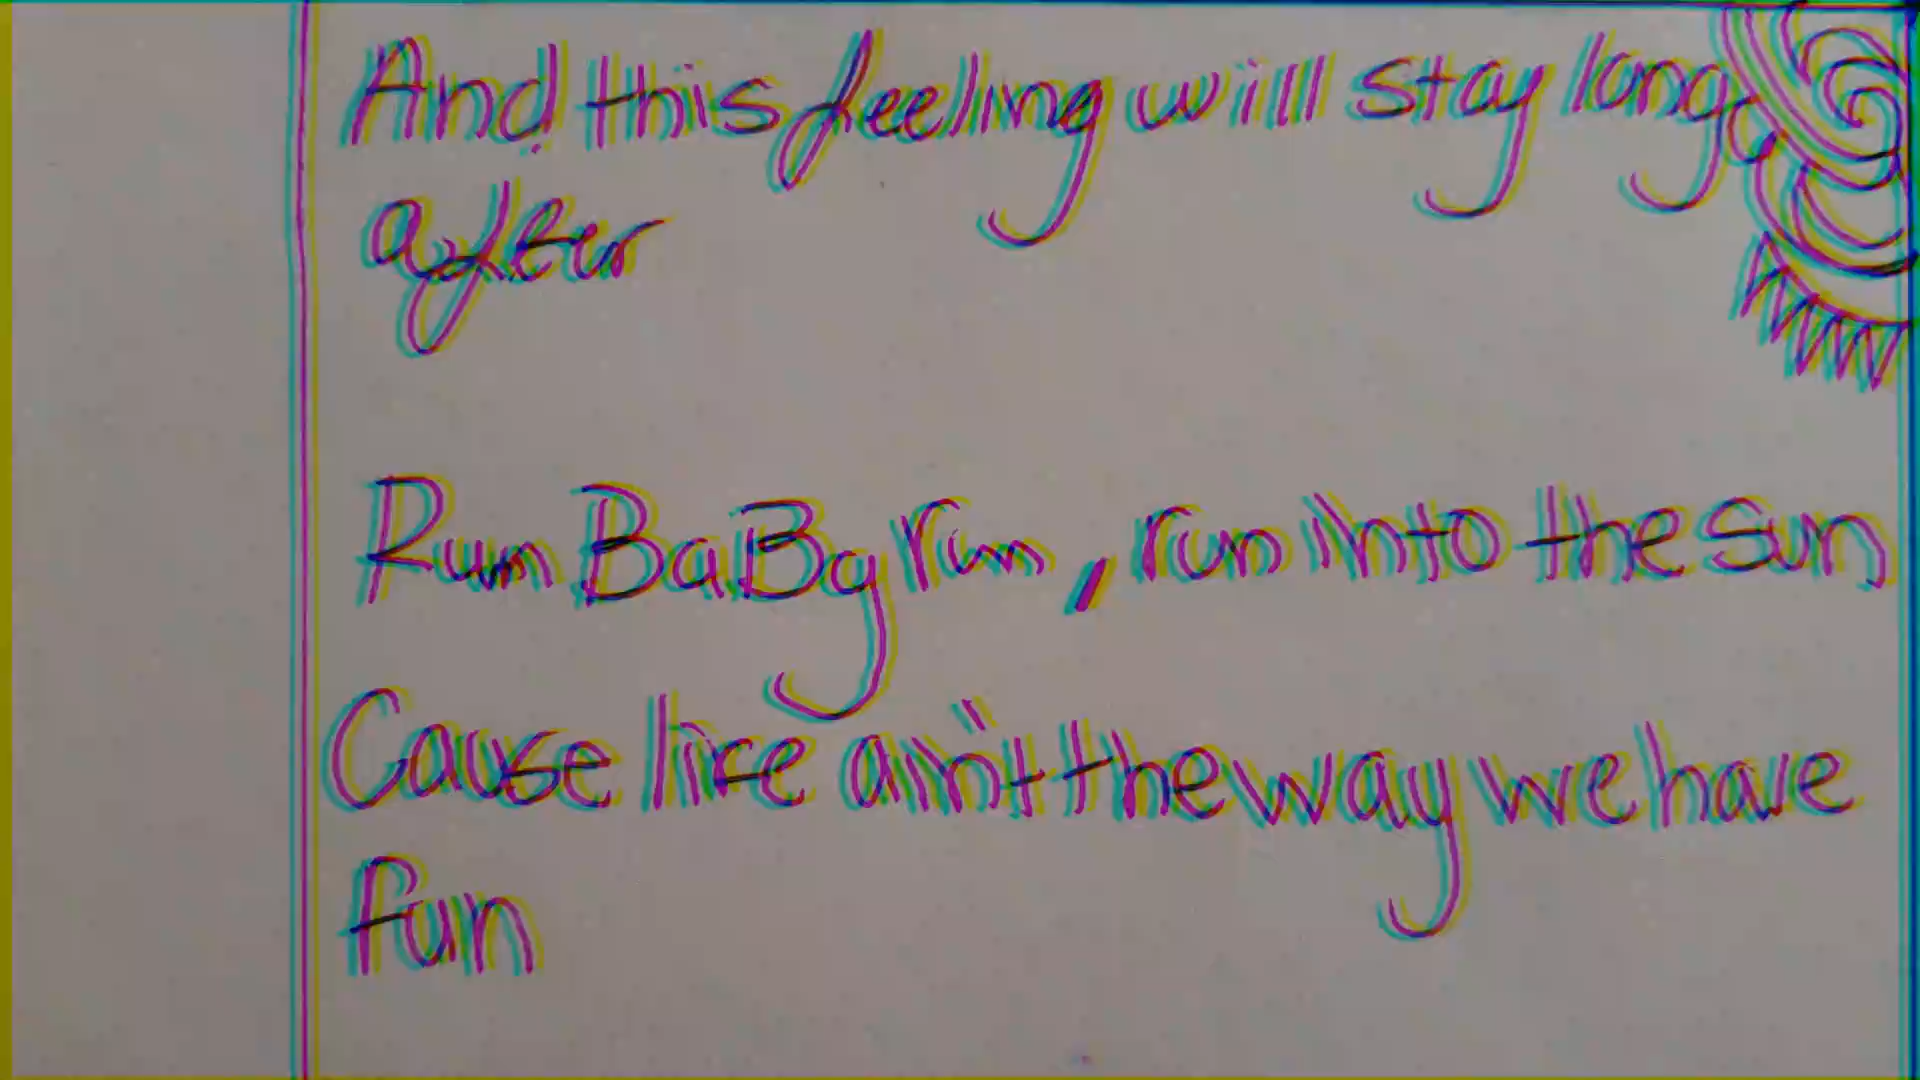 And this feeling will stay long
after
Run BaBy run, run into the sun
Cause life ain't the way we have
fun